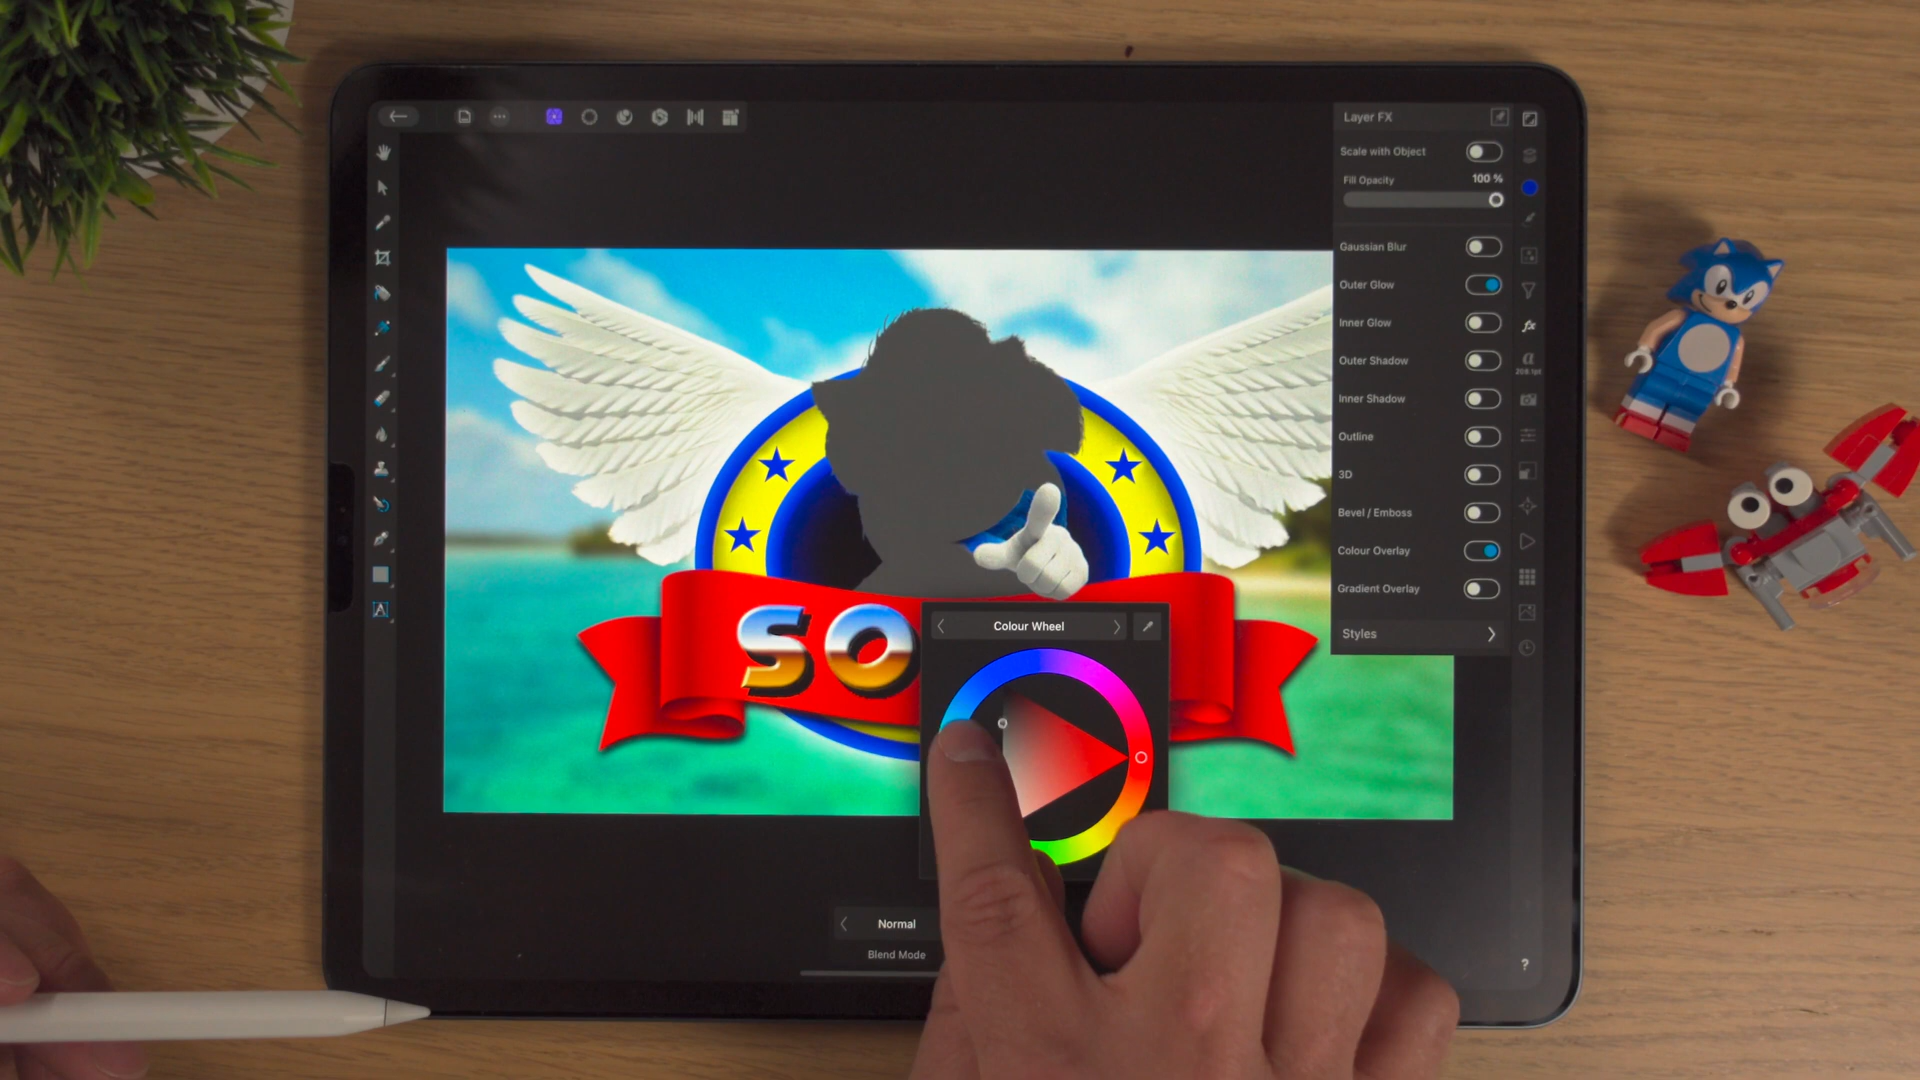 Layer FX
Scale with Object
Fill Opacity 100 %
Gaussian Blur
Outer Glow
Inner Glow
Outer Shadow
Inner Shadow
Outline
3D
Bevel / Emboss
Colour Overlay
Gradient Overlay
Styles
SO
Colour Wheel
Normal
Blend Mode
?